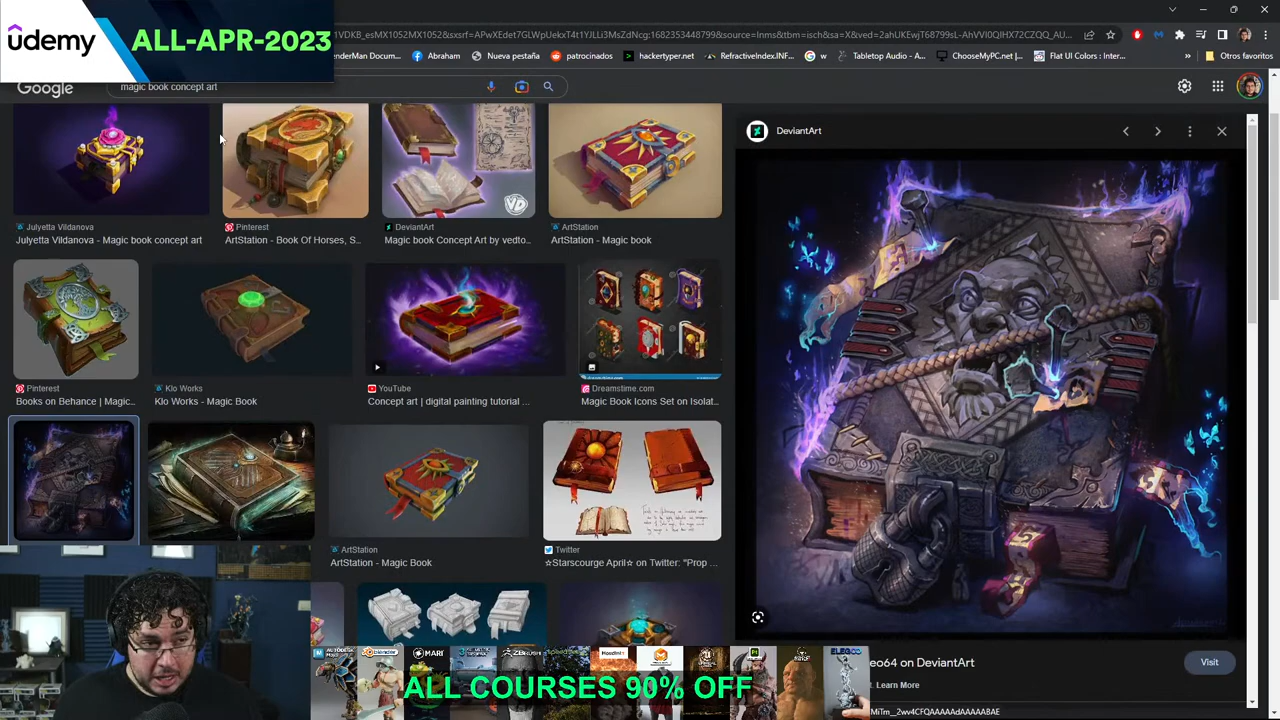 udemy
ALL-APR-2023
renderMan Document...
Abraham
Nueva pestaña
patrocinados
hackertyper.net
RefractiveIndex.INF...
w
Tabletop Audio - A...
ChooseMyPC.net |...
Flat UI Colors : Inter...
»
Otros favoritos
Google
magic book concept art
DeviantArt
Julyetta Vildanova
Julyetta Vildanova - Magic book concept art
Pinterest
ArtStation - Book Of Horses, S...
DeviantArt
Magic book Concept Art by vedto...
ArtStation
ArtStation - Magic book
Pinterest
Books on Behance | Magic...
Klo Works
Klo Works - Magic Book
YouTube
Concept art | digital painting tutorial ...
Dreamstime.com
Magic Book Icons Set on Isolat...
ArtStation
ArtStation - Magic Book
Twitter
☆Starscourge April☆ on Twitter: "Prop ...
o64 on DeviantArt
Visit
Learn More
ALL COURSES 90% OFF